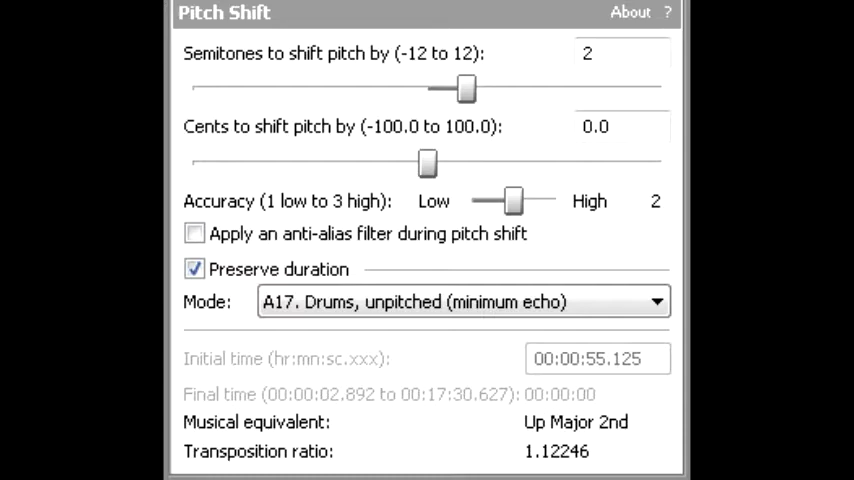 Pitch Shift About ?
Semitones to shift pitch by (-12 to 12): 2
Cents to shift pitch by (-100.0 to 100.0): 0.0
Accuracy (1 low to 3 high): Low High 2
Apply an anti-alias filter during pitch shift
Preserve duration
Mode: A17. Drums, unpitched (minimum echo)
Initial time (hr:mn:sc.xxx): 00:00:55.125
Final time (00:00:02.892 to 00:17:30.627): 00:00:00
Musical equivalent: Up Major 2nd
Transposition ratio: 1.12246